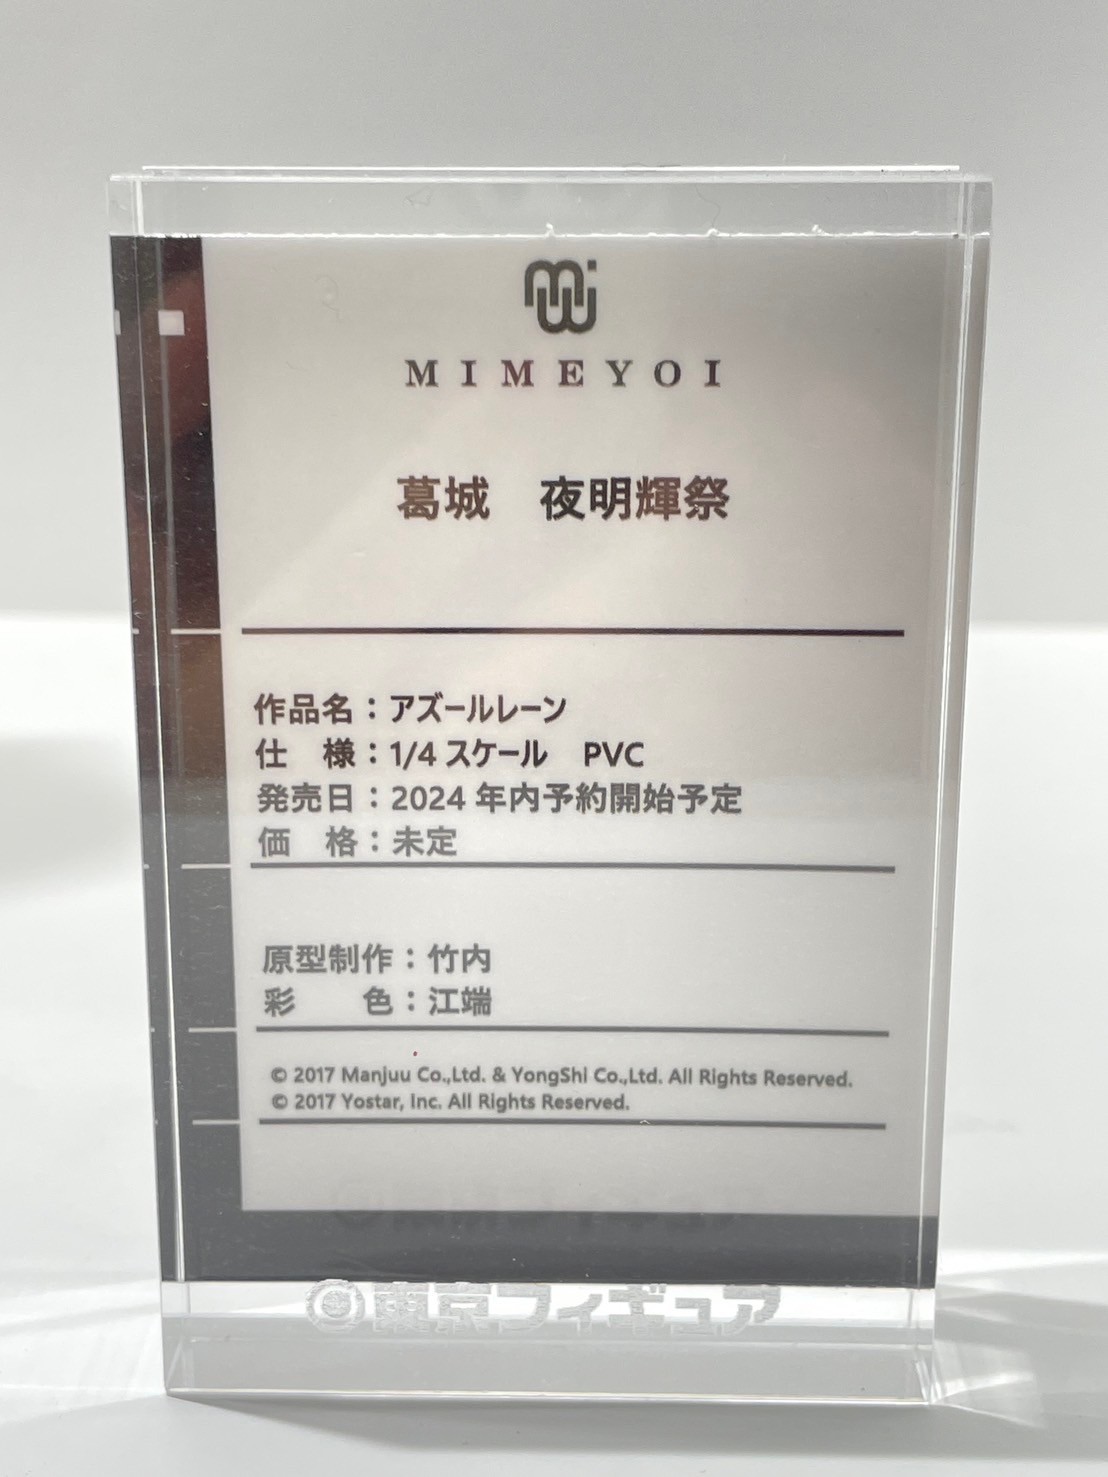 mi
MIMEYOI
葛城　夜明輝祭
作品名：アズールレーン
仕　様：1/4 スケール　PVC
発売日：2024 年内予約開始予定
価　格：未定
原型制作：竹内
彩　　色：江端
© 2017 Manjuu Co.,Ltd. & YongShi Co.,Ltd. All Rights Reserved.
© 2017 Yostar, Inc. All Rights Reserved.
東京フィギュア